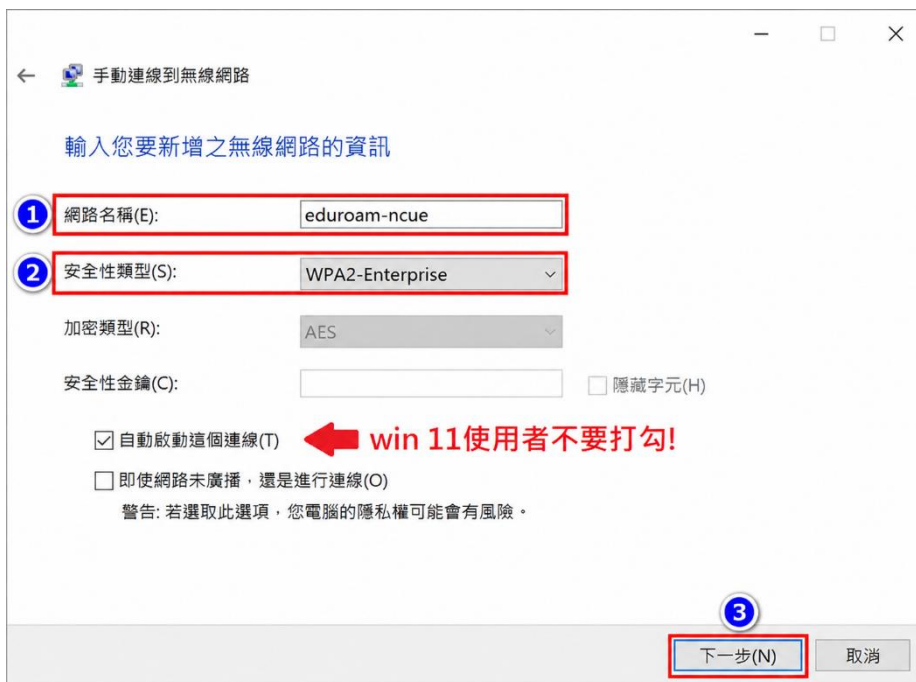 手動連線到無線網路
輸入您要新增之無線網路的資訊
1 網路名稱(E): eduroam-ncue
2 安全性類型(S): WPA2-Enterprise
加密類型(R): AES
安全性金鑰(C): 隱藏字元(H)
自動啟動這個連線(T) win 11使用者不要打勾!
即使網路未廣播，還是進行連線(O)
警告: 若選取此選項，您電腦的隱私權可能會有風險。
3
下一步(N) 取消